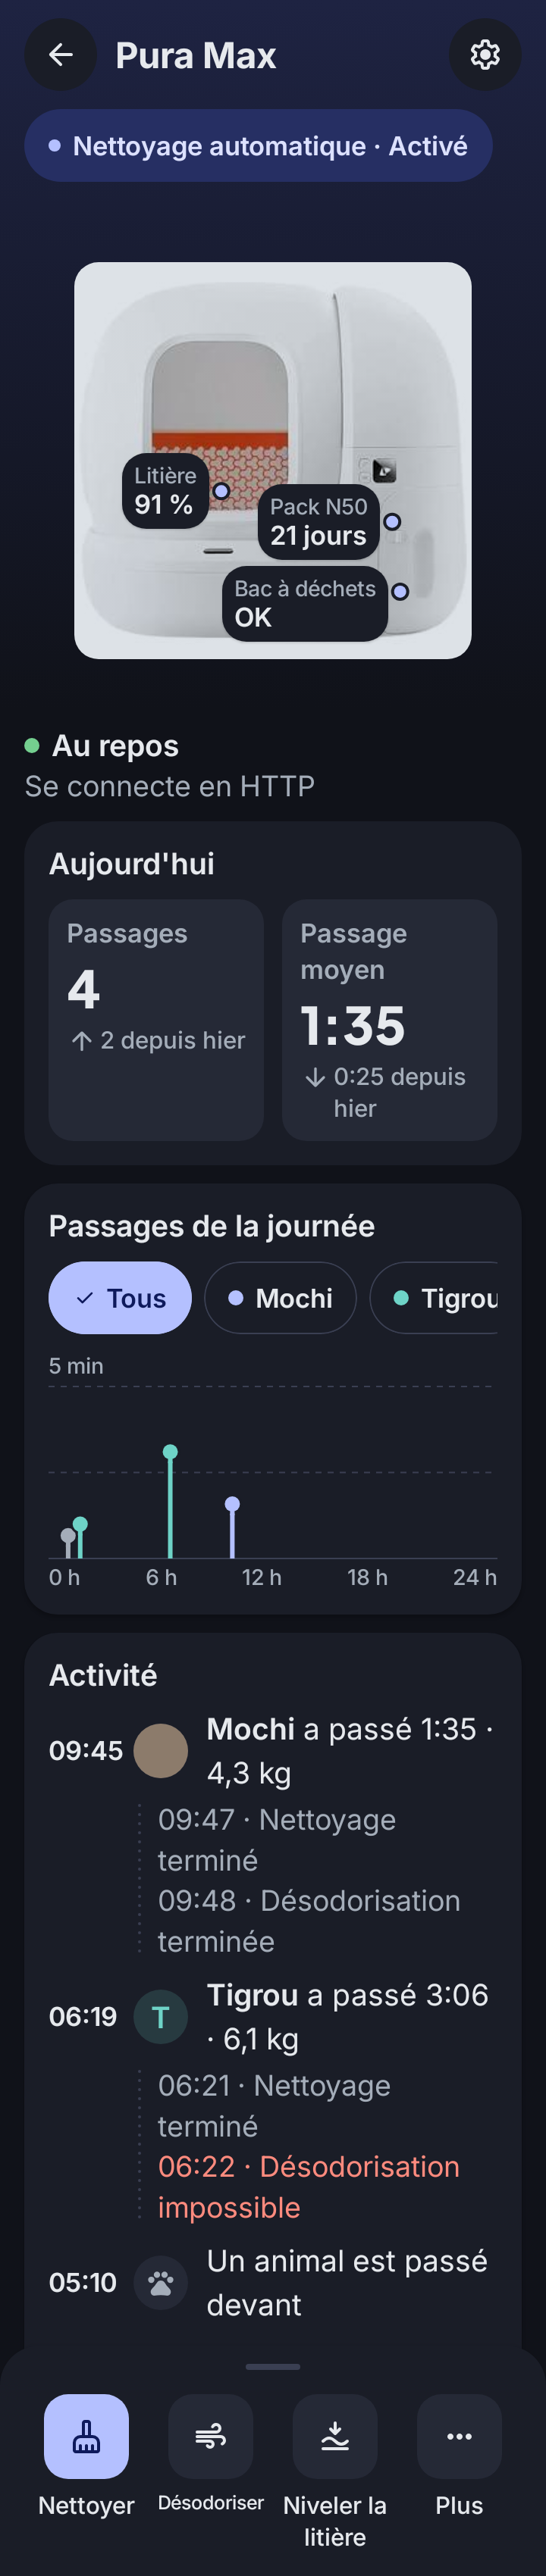 Pura Max
Nettoyage automatique · Activé
Litière
91 %
Pack N50
21 jours
Bac à déchets
OK
Au repos
Se connecte en HTTP
Aujourd'hui
Passages
4
↑ 2 depuis hier
Passage
moyen
1:35
↓ 0:25 depuis
hier
Passages de la journée
Tous
Mochi
Tigrou
5 min
0 h
6 h
12 h
18 h
24 h
Activité
09:45
Mochi a passé 1:35 ·
4,3 kg
09:47 · Nettoyage
terminé
09:48 · Désodorisation
terminée
06:19
T
Tigrou a passé 3:06
· 6,1 kg
06:21 · Nettoyage
terminé
06:22 · Désodorisation
impossible
05:10
Un animal est passé
devant
Nettoyer
Désodoriser
Niveler la
litière
Plus